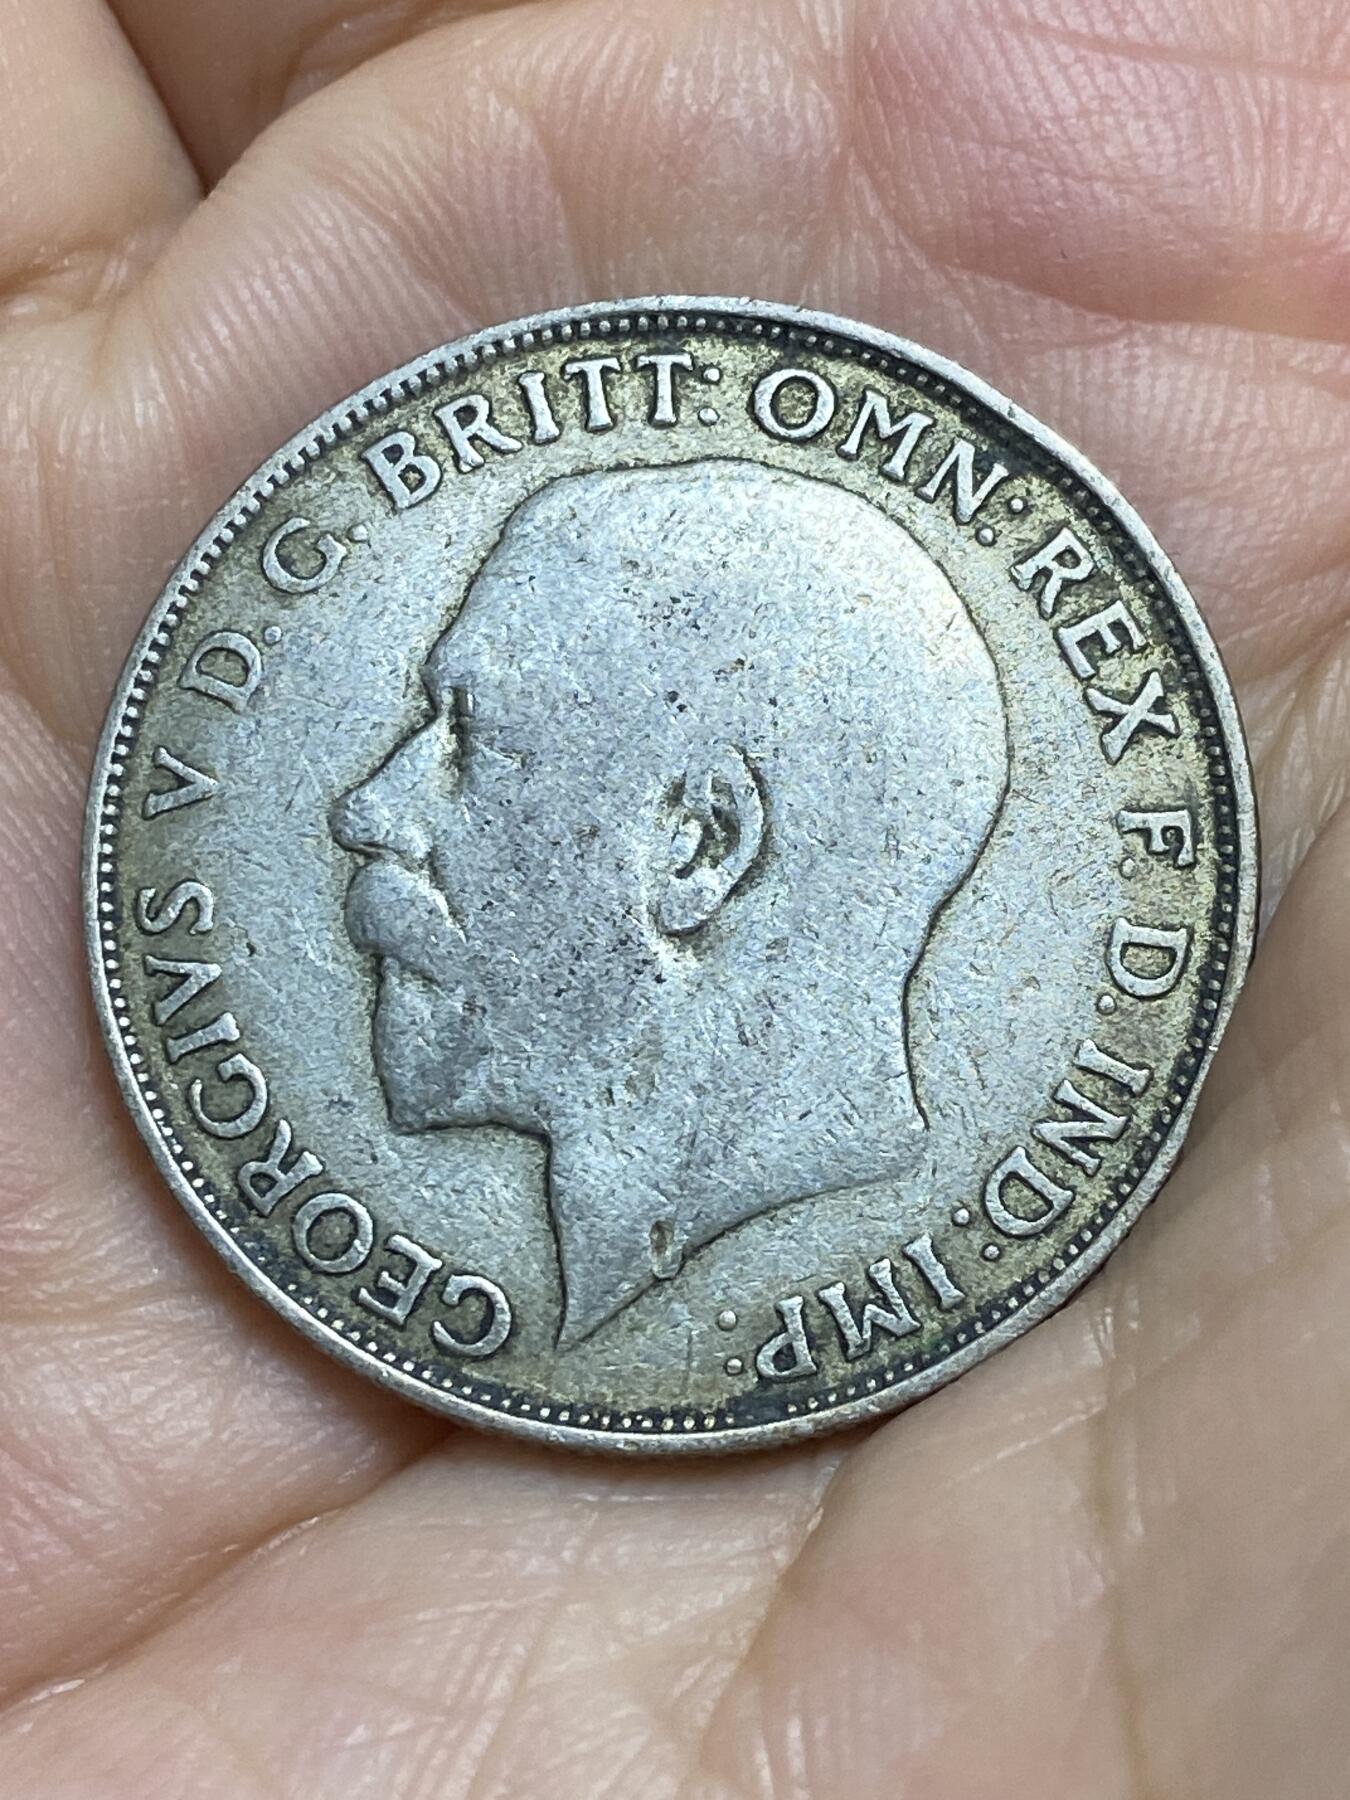 GEORGIVS V D. G. BRITT: OMN: REX F. D. IND: IMP: